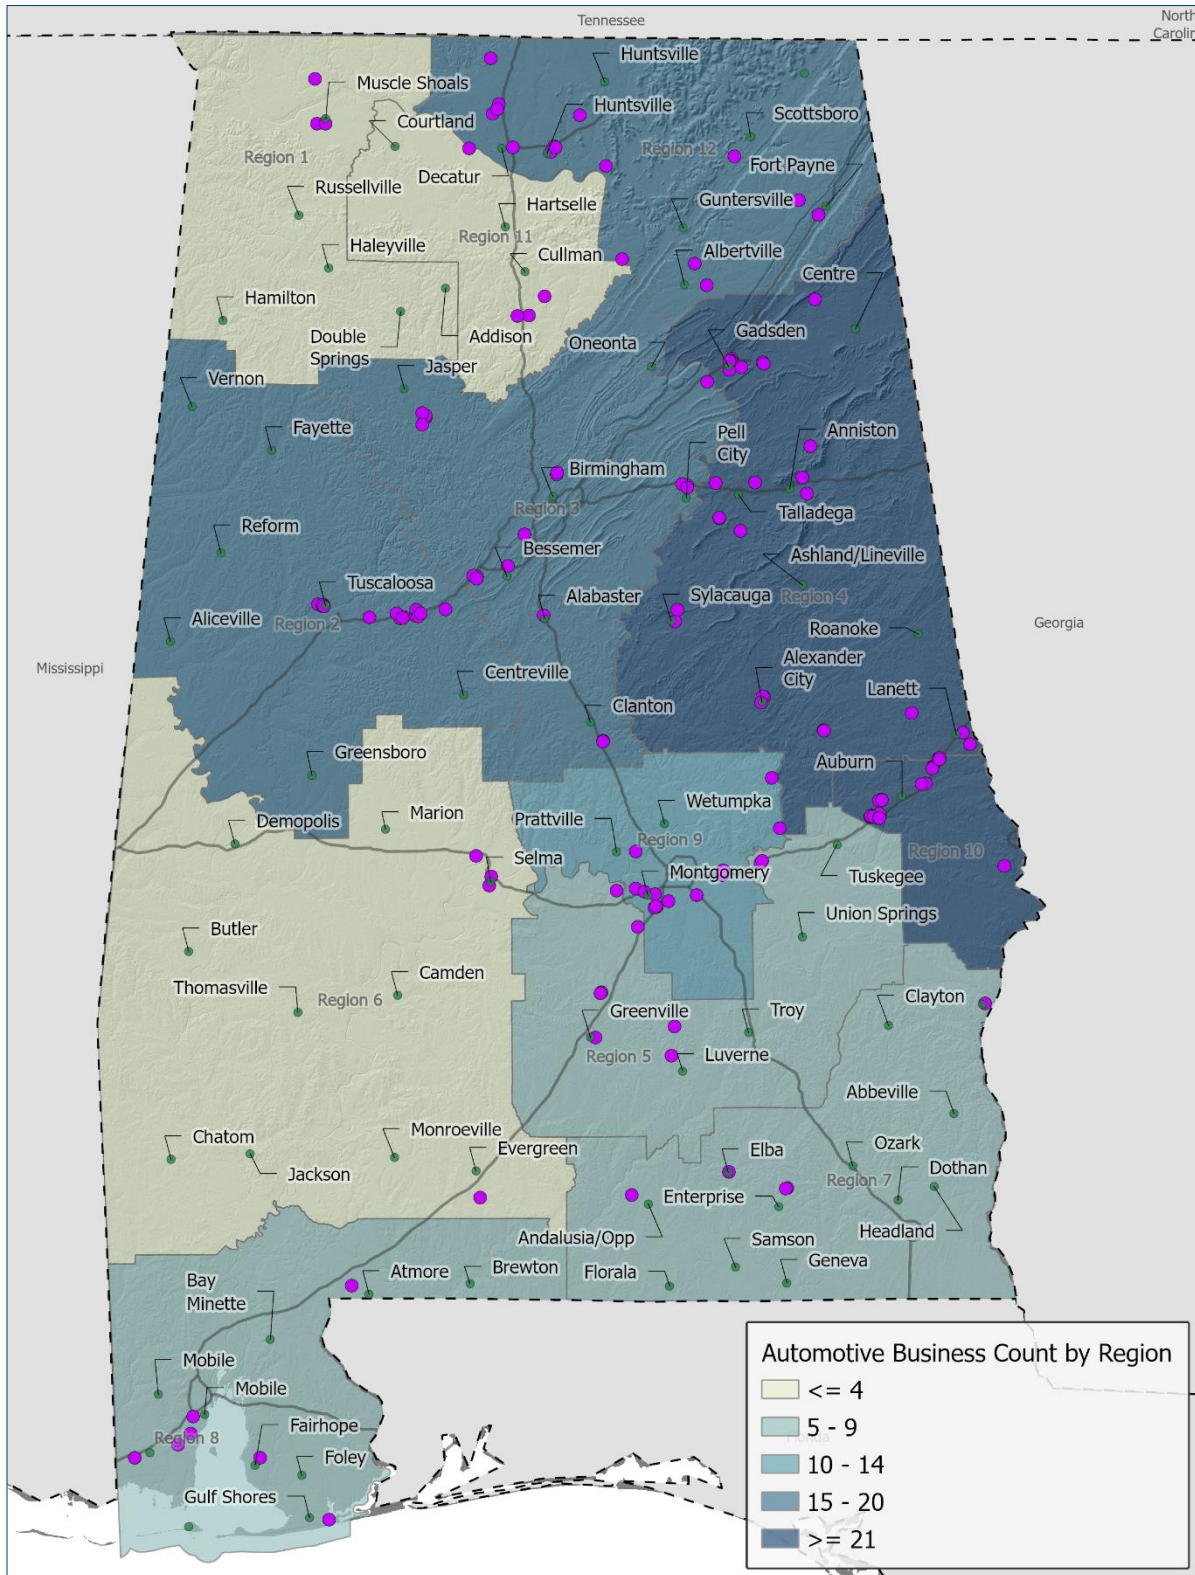 Tennessee
North
Carolin
Huntsville
Muscle Shoals
Huntsville
Courtland
Scottsboro
Region 1
Region 12
Fort Payne
Decatur
Russellville
Hartselle
Guntersville
Region 11
Haleyville
Cullman
Albertville
Centre
Hamilton
Addison
Gadsden
Double
Springs
Oneonta
Jasper
Vernon
Fayette
Pell
City
Anniston
Birmingham
Region 3
Talladega
Reform
Bessemer
Ashland/Lineville
Tuscaloosa
Alabaster
Sylacauga
Region 4
Region 2
Aliceville
Roanoke
Georgia
Mississippi
Alexander
City
Centreville
Lanett
Clanton
Greensboro
Auburn
Marion
Wetumpka
Demopolis
Prattville
Region 9
Selma
Region 10
Montgomery
Tuskegee
Union Springs
Butler
Camden
Thomasville
Region 6
Clayton
Greenville
Troy
Region 5
Luverne
Abbeville
Chatom
Monroeville
Evergreen
Elba
Ozark
Jackson
Dothan
Region 7
Enterprise
Headland
Andalusia/Opp
Samson
Atmore
Brewton
Florala
Geneva
Bay
Minette
Mobile
Mobile
Fairhope
Region 8
Foley
Gulf Shores
Automotive Business Count by Region
<= 4
5 - 9
10 - 14
15 - 20
>= 21